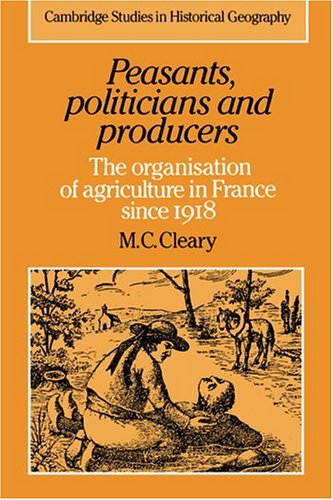 Cambridge Studies in Historical Geography
Peasants,
politicians and
producers
The organisation
of agriculture in France
since 1918
M.C. Cleary